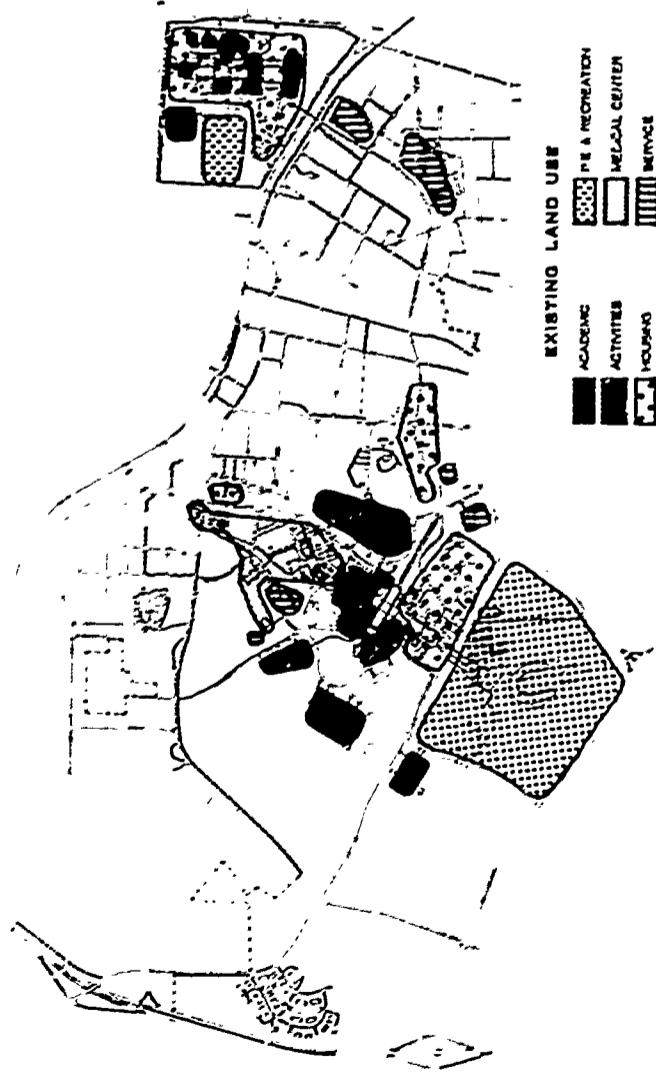 EXISTING LAND USE
ACADEMIC
ACTIVITIES
HOUSING
PE & RECREATION
MEDICAL CENTER
SERVICE